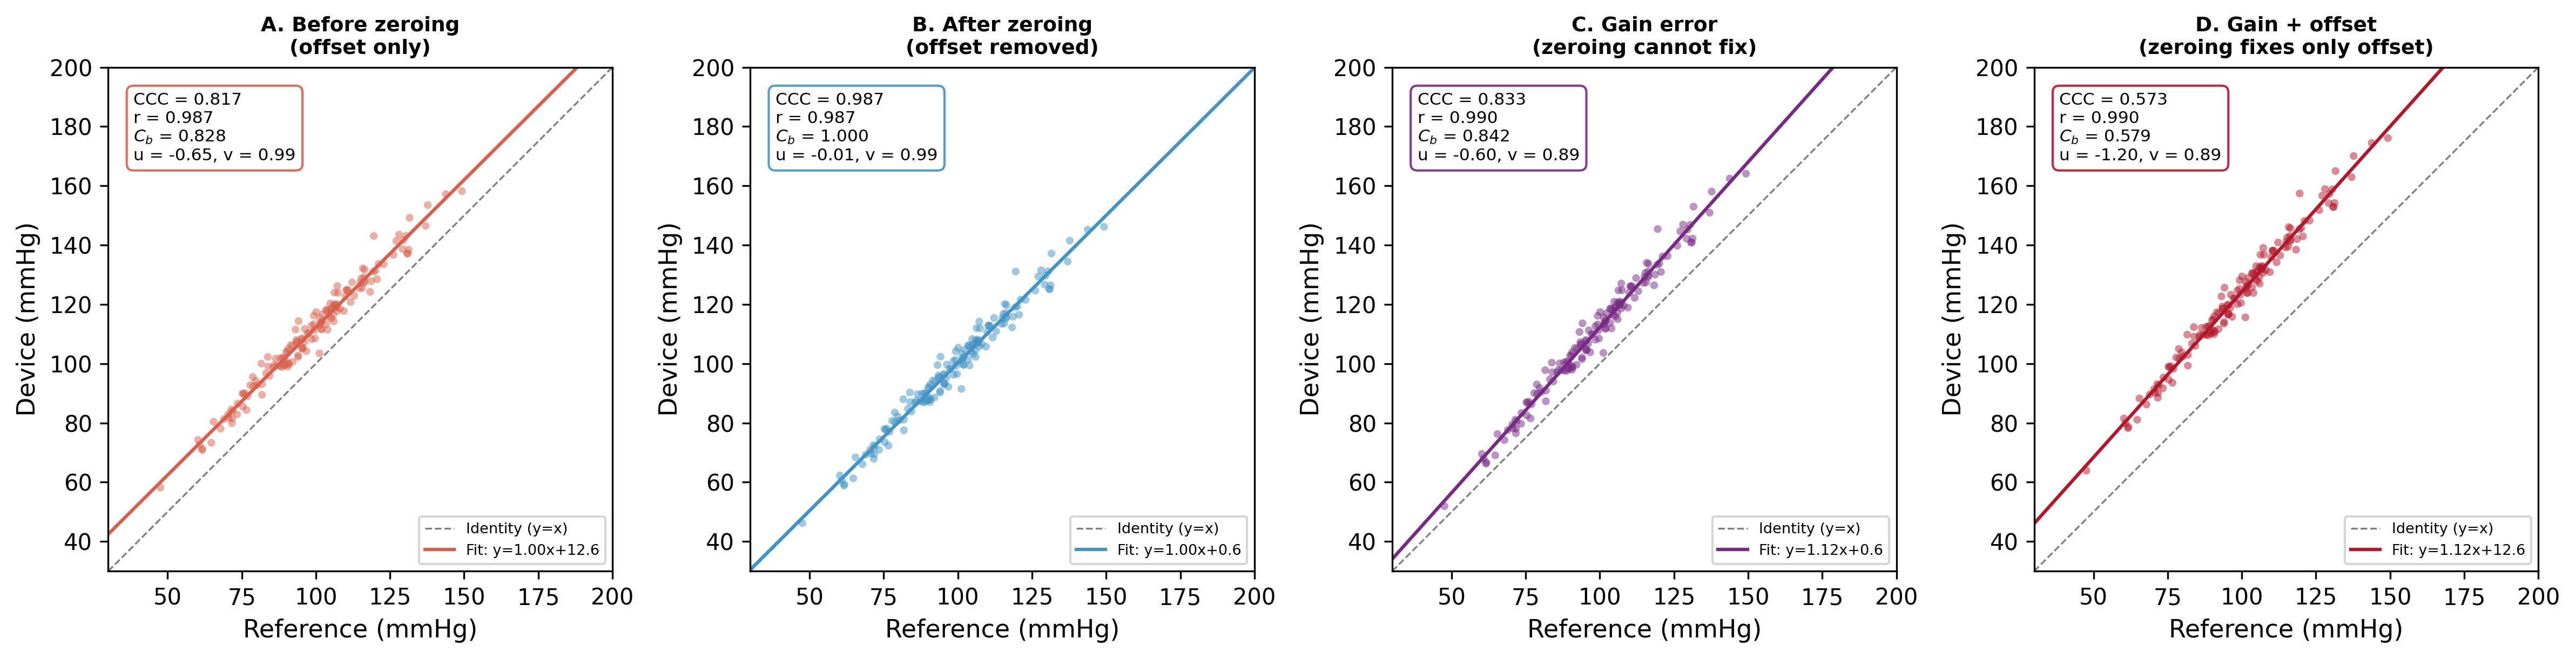 A. Before zeroing
(offset only)
CCC = 0.817
r = 0.987
C_b = 0.828
u = -0.65, v = 0.99
200
180
160
140
120
100
80
60
40
Device (mmHg)
Identity (y=x)
Fit: y=1.00x+12.6
50 75 100 125 150 175 200
Reference (mmHg)
B. After zeroing
(offset removed)
CCC = 0.987
r = 0.987
C_b = 1.000
u = -0.01, v = 0.99
200
180
160
140
120
100
80
60
40
Device (mmHg)
Identity (y=x)
Fit: y=1.00x+0.6
50 75 100 125 150 175 200
Reference (mmHg)
C. Gain error
(zeroing cannot fix)
CCC = 0.833
r = 0.990
C_b = 0.842
u = -0.60, v = 0.89
200
180
160
140
120
100
80
60
40
Device (mmHg)
Identity (y=x)
Fit: y=1.12x+0.6
50 75 100 125 150 175 200
Reference (mmHg)
D. Gain + offset
(zeroing fixes only offset)
CCC = 0.573
r = 0.990
C_b = 0.579
u = -1.20, v = 0.89
200
180
160
140
120
100
80
60
40
Device (mmHg)
Identity (y=x)
Fit: y=1.12x+12.6
50 75 100 125 150 175 200
Reference (mmHg)